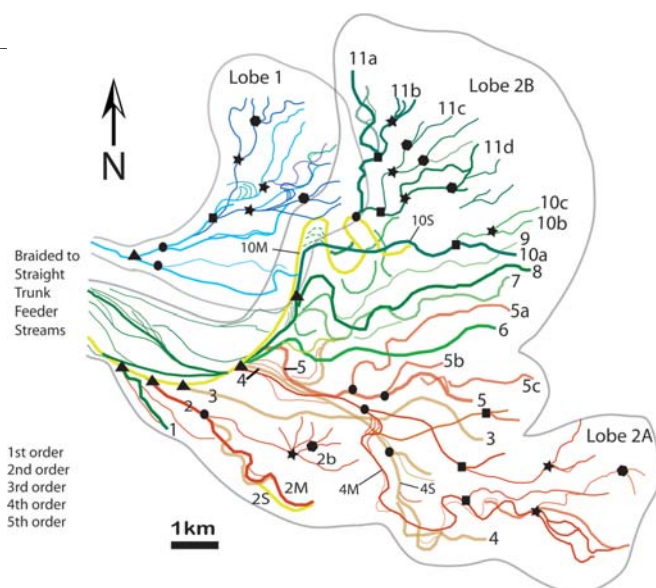 11a
Lobe 1
11b
Lobe 2B
11c
11d
N
10c
10b
10S
10M
9
10a
Braided to
Straight
Trunk
Feeder
Streams
8
7
5a
6
5
4
5b
5c
3
2
5
1
3
Lobe 2A
1st order
2nd order
3rd order
4th order
5th order
2b
2M
2S
4M
4S
4
1km